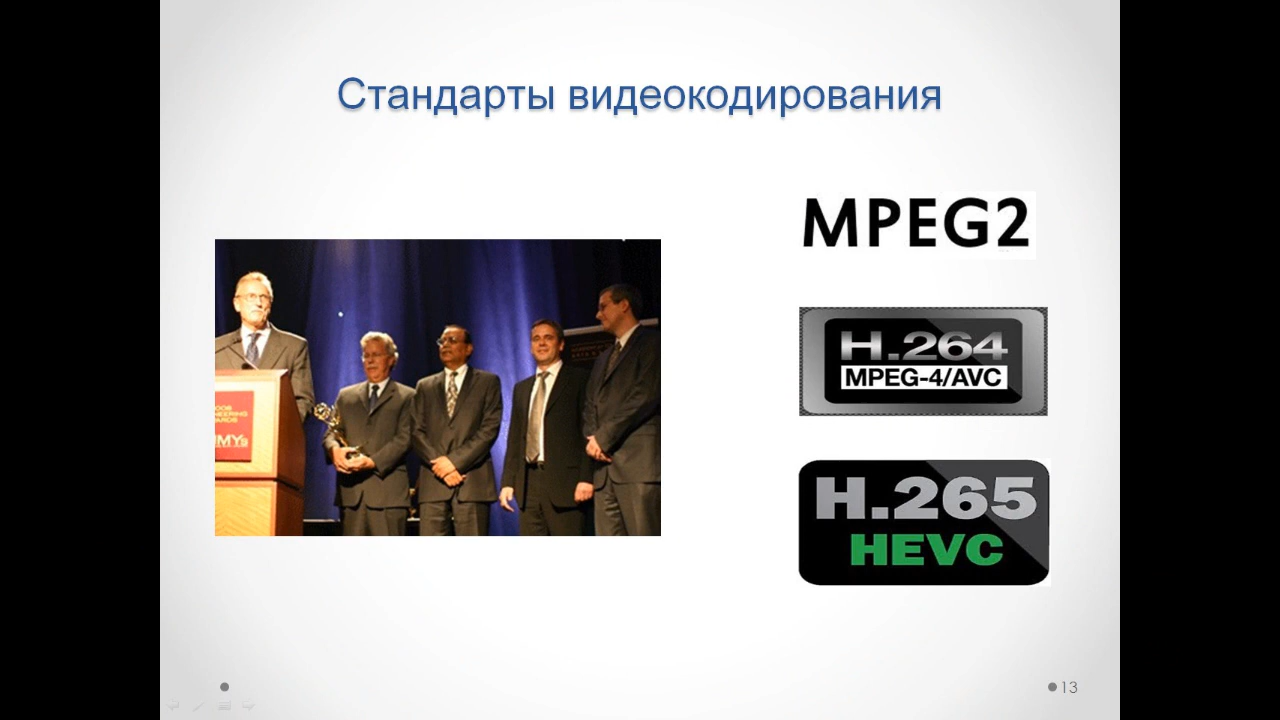 Стандарты видеокодирования
MPEG2
H.264
MPEG-4/AVC
H.265
HEVC
13